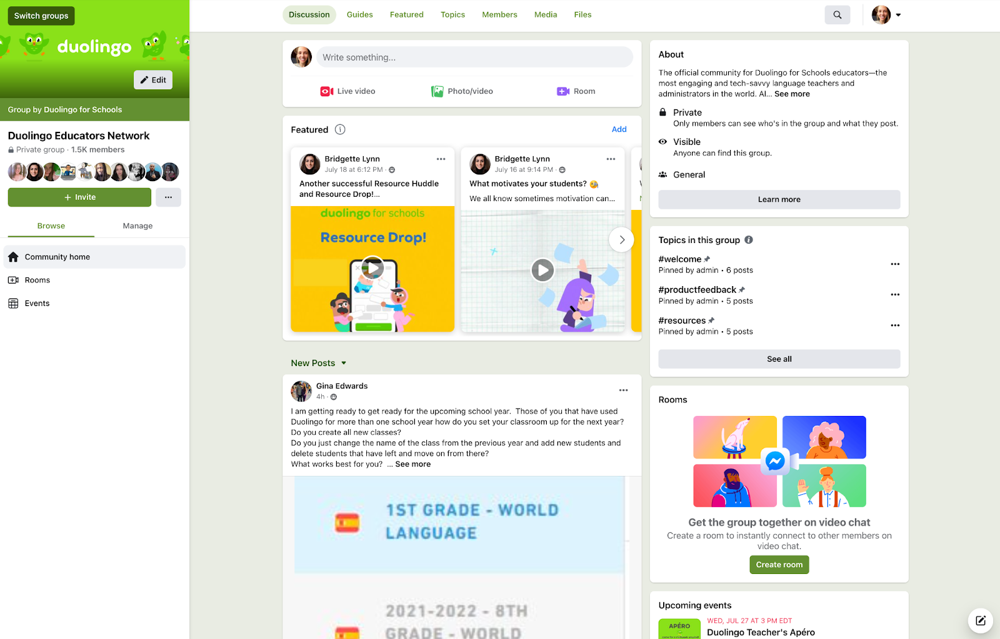 Switch groups
duolingo
Edit
Group by Duolingo for Schools
Duolingo Educators Network
Private group · 1.5K members
+ Invite
Browse
Manage
Community home
Rooms
Events
Discussion
Guides
Featured
Topics
Members
Media
Files
Write something...
Live video
Photo/video
Room
Featured
Add
Bridgette Lynn
July 18 at 6:12 PM ·
Another successful Resource Huddle
and Resource Drop!...
duolingo for schools
Resource Drop!
Bridgette Lynn
July 16 at 9:14 PM ·
What motivates your students? 🧐
We all know sometimes motivation can...
New Posts
Gina Edwards
4h ·
I am getting ready to get ready for the upcoming school year. Those of you that have used
Duolingo for more than one school year how do you set your classroom up for the next year?
Do you create all new classes?
Do you just change the name of the class from the previous year and add new students and
delete students that have left and move on from there?
What works best for you? ... See more
1ST GRADE - WORLD
LANGUAGE
2021-2022 - 8TH
GRADE - WORLD
About
The official community for Duolingo for Schools educators—the
most engaging and tech-savvy language teachers and
administrators in the world. Al... See more
Private
Only members can see who's in the group and what they post.
Visible
Anyone can find this group.
General
Learn more
Topics in this group
#welcome
Pinned by admin • 6 posts
#productfeedback
Pinned by admin • 5 posts
#resources
Pinned by admin • 5 posts
See all
Rooms
Get the group together on video chat
Create a room to instantly connect to other members on
video chat.
Create room
Upcoming events
APÉRO
WED, JUL 27 AT 3 PM EDT
Duolingo Teacher's Apéro